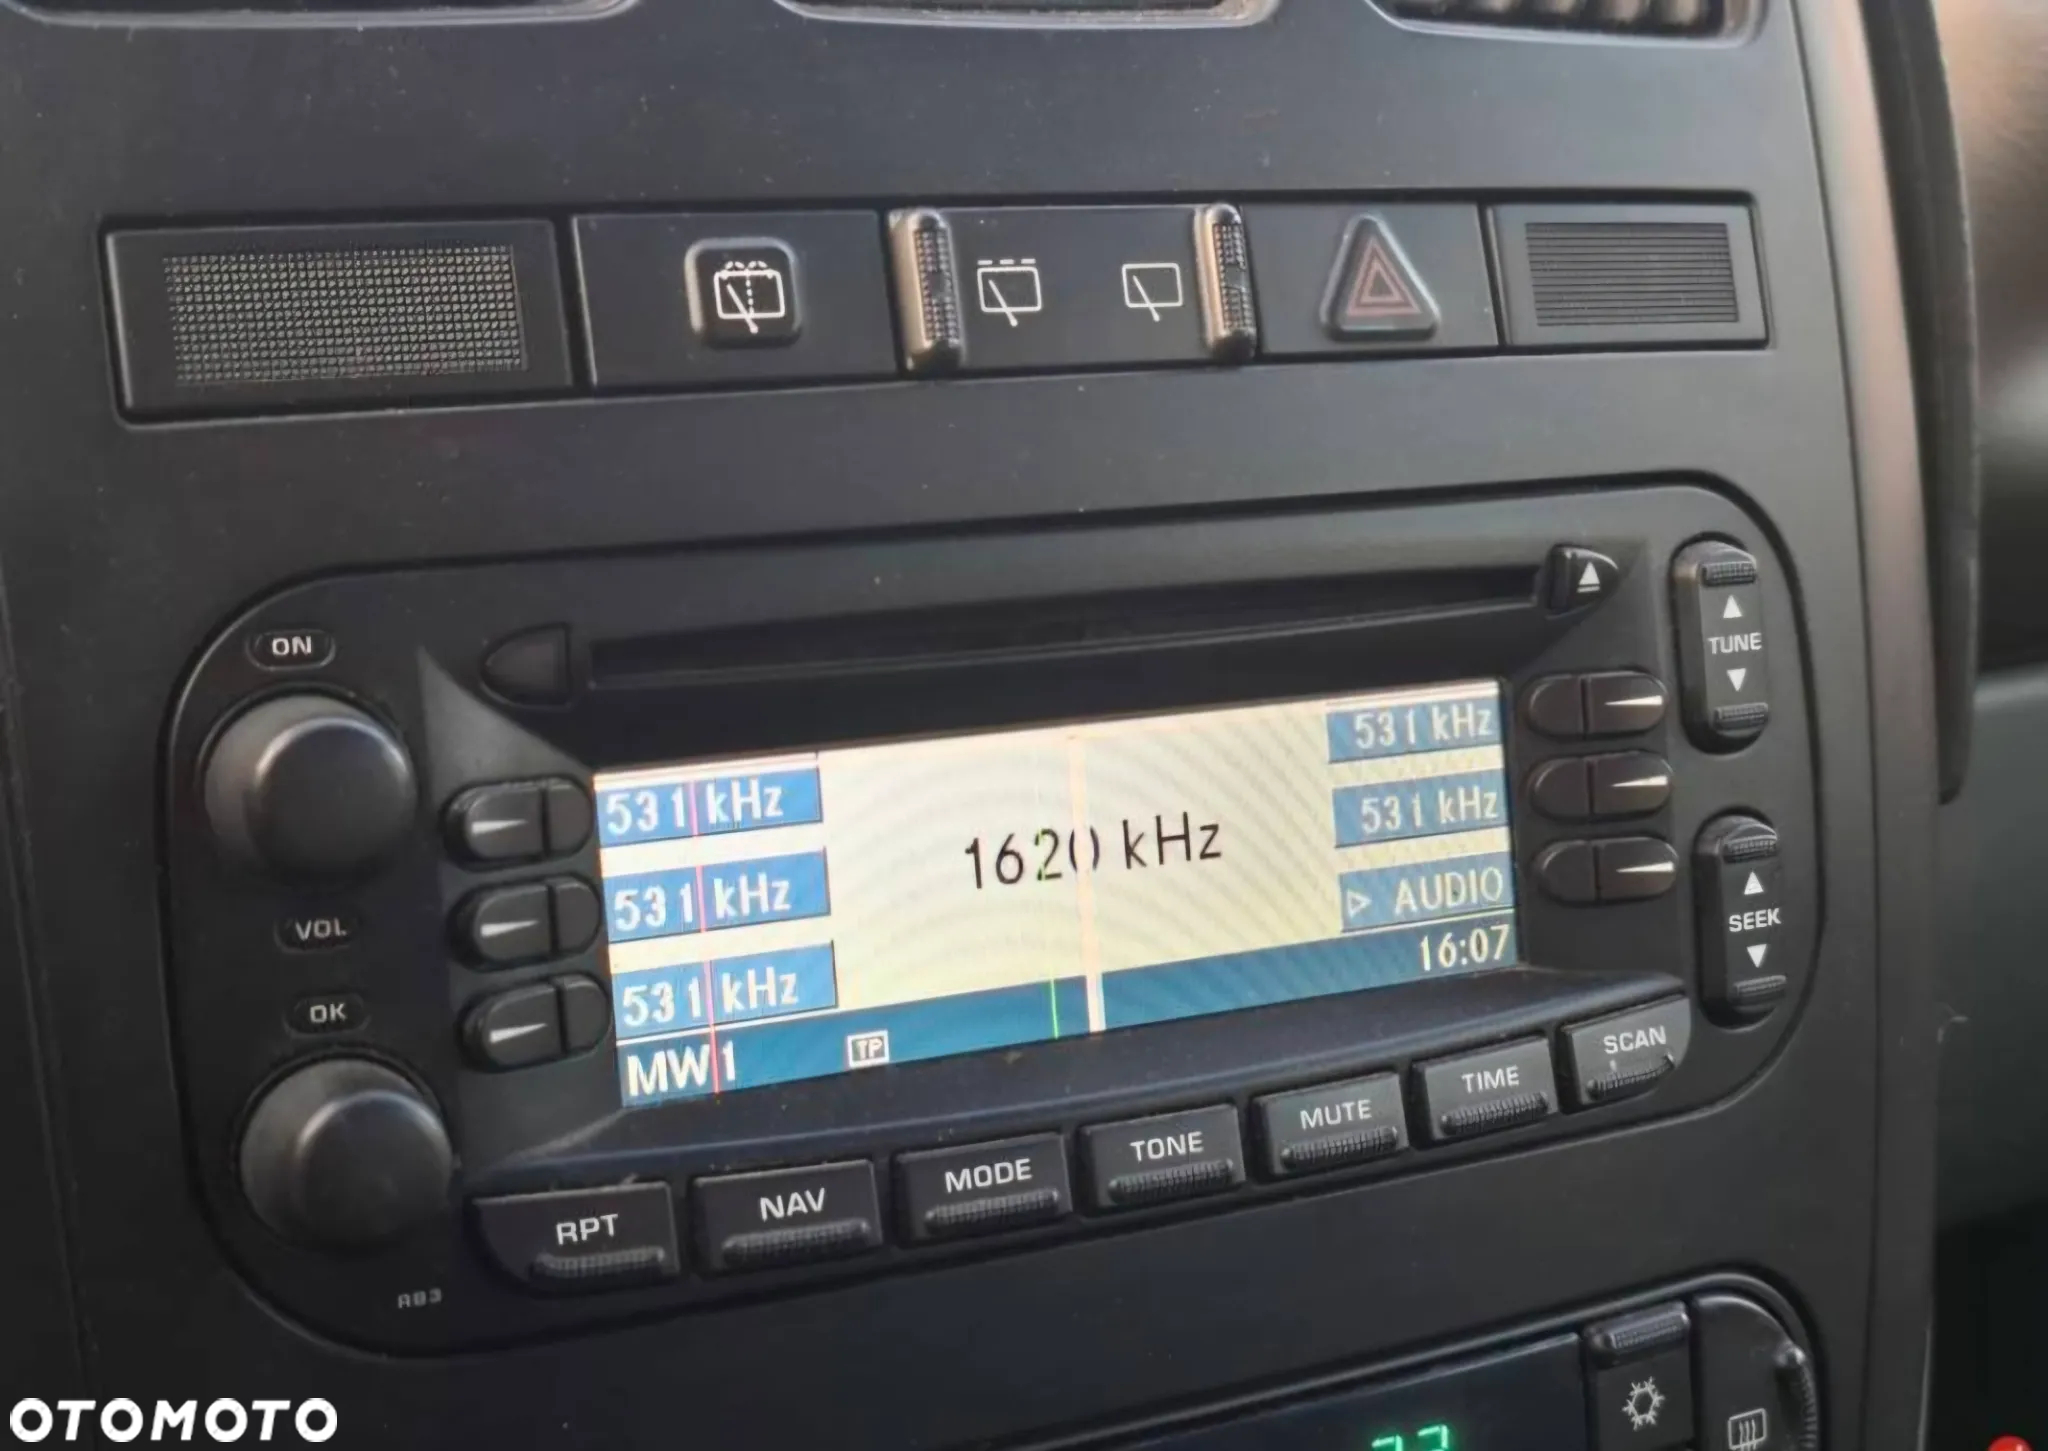 ON
TUNE
531 kHz
531 kHz
1620 kHz
531 kHz
531 kHz
531 kHz
AUDIO
16:07
MW1
TP
VOL
OK
SEEK
RPT
NAV
MODE
TONE
MUTE
TIME
SCAN
RB3
OTOMOTO